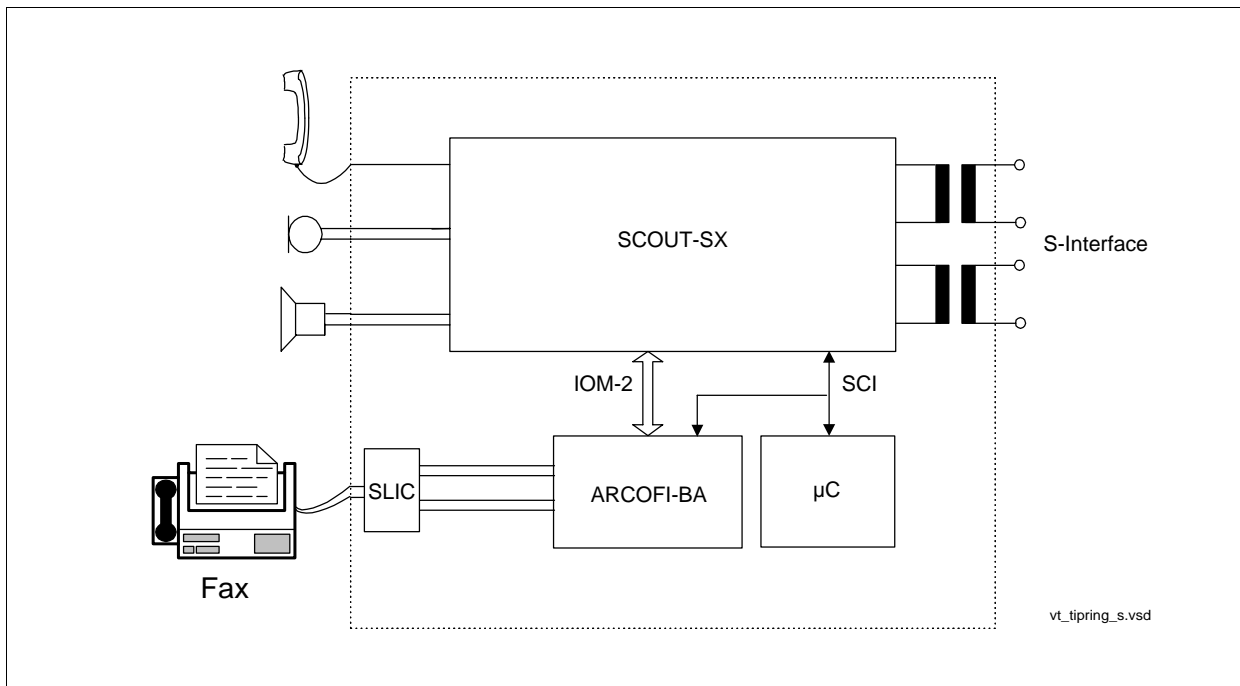 SCOUT-SX
S-Interface
IOM-2
SCI
SLIC
ARCOFI-BA
µC
Fax
vt_tipring_s.vsd